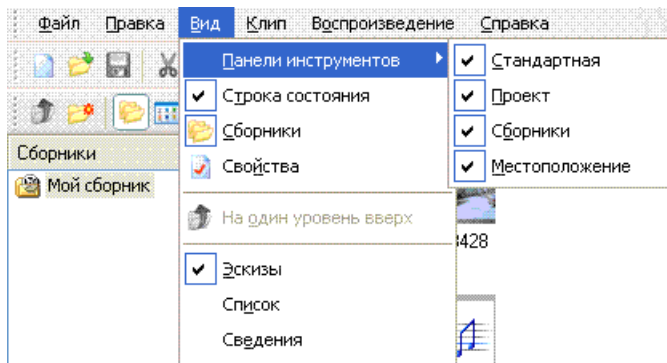 Файл Правка Вид Клип Воспроизведение Справка
Панели инструментов
Строка состояния
Сборники
Свойства
На один уровень вверх
Эскизы
Список
Сведения
Стандартная
Проект
Сборники
Местоположение
Сборники
Мой сборник
3428